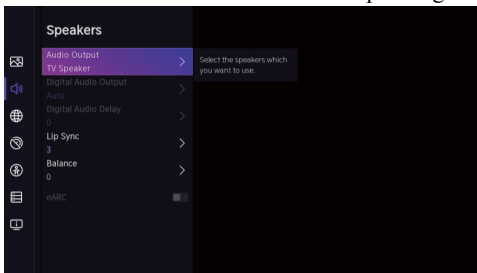 Speakers
Audio Output
TV Speaker
Select the speakers which
you want to use.
Digital Audio Output
Auto
Digital Audio Delay
0
Lip Sync
3
Balance
0
eARC